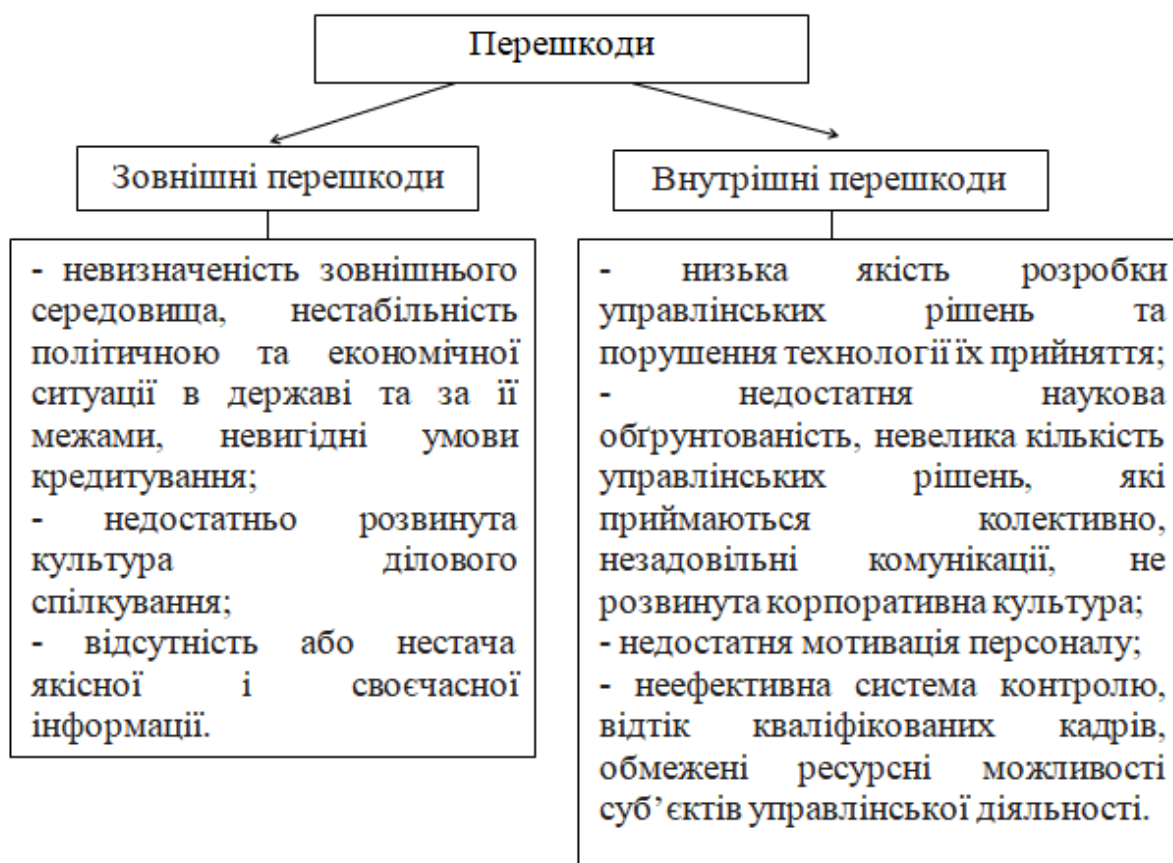 Перешкоди
Зовнішні перешкоди
- невизначеність зовнішнього
середовища, нестабільність
політичною та економічної
ситуації в державі та за її
межами, невигідні умови
кредитування;
- недостатньо розвинута
культура ділового
спілкування;
- відсутність або нестача
якісної і своєчасної
інформації.
Внутрішні перешкоди
- низька якість розробки
управлінських рішень та
порушення технології їх прийняття;
- недостатня наукова
обґрунтованість, невелика кількість
управлінських рішень, які
приймаються колективно,
незадовільні комунікації, не
розвинута корпоративна культура;
- недостатня мотивація персоналу;
- неефективна система контролю,
відтік кваліфікованих кадрів,
обмежені ресурсні можливості
суб’єктів управлінської діяльності.